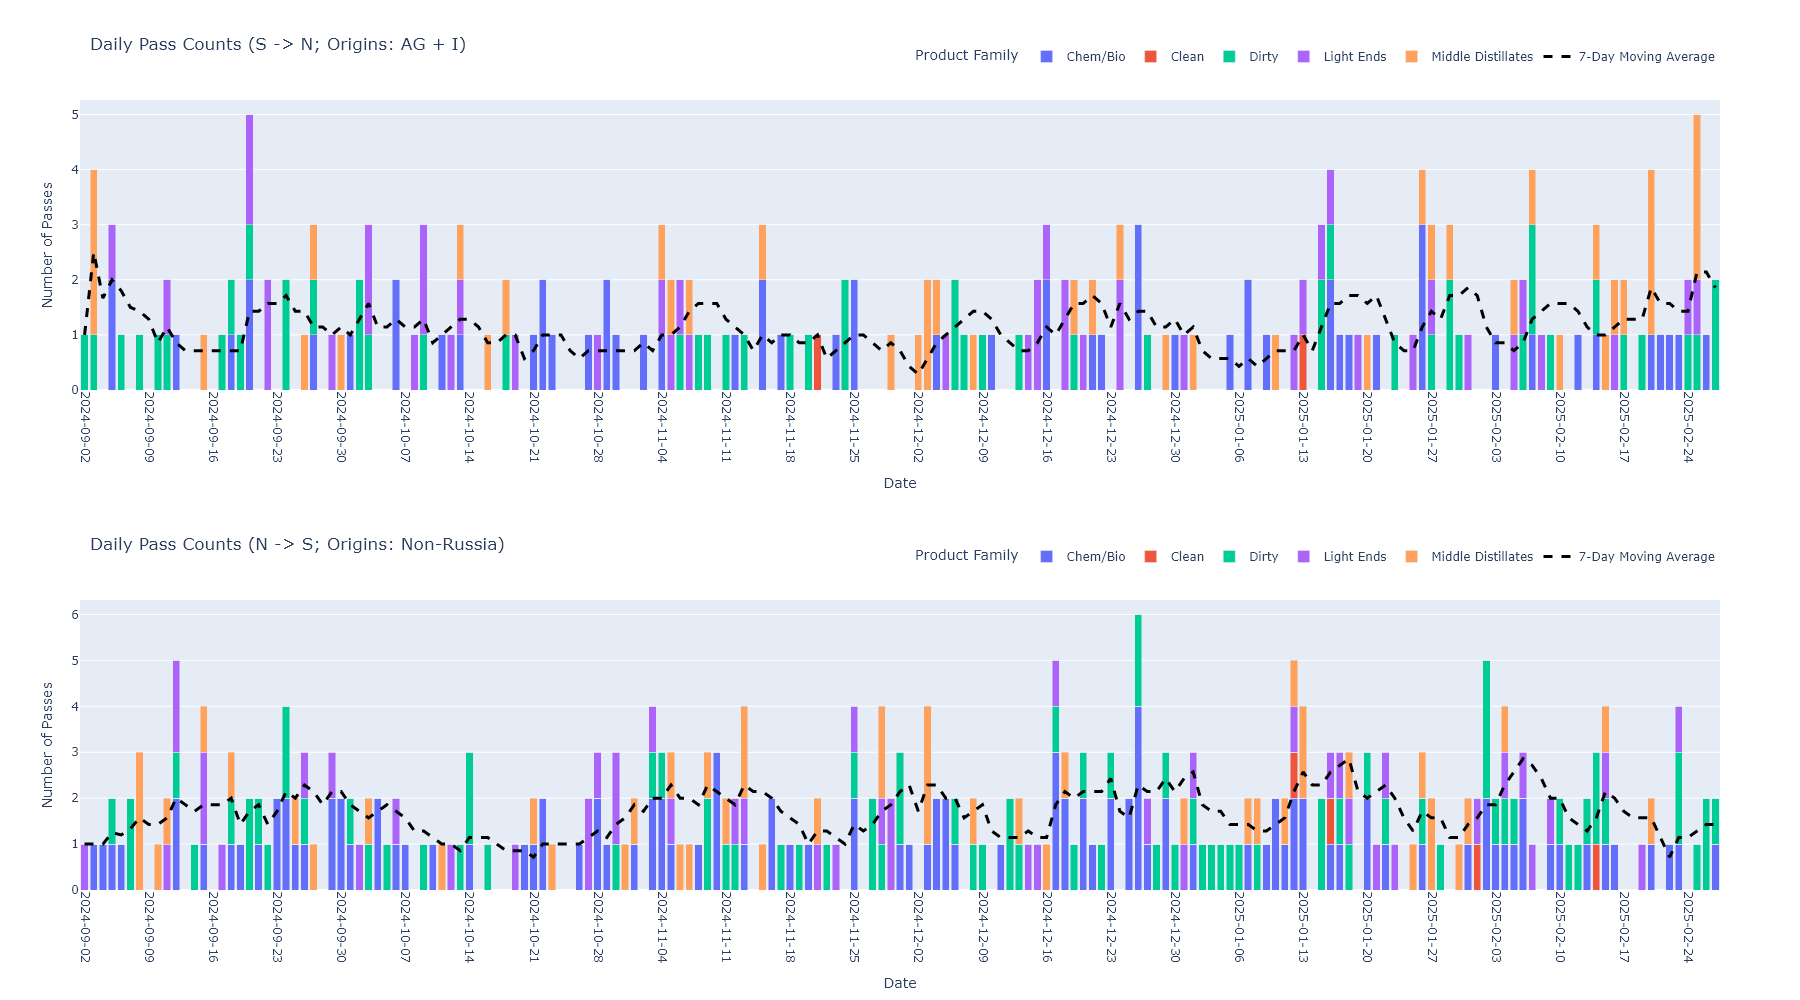 Daily Pass Counts (S -> N; Origins: AG + I)
Product Family Chem/Bio Clean Dirty Light Ends Middle Distillates 7-Day Moving Average
Number of Passes
5
4
3
2
1
0
2024-09-02 2024-09-09 2024-09-16 2024-09-23 2024-09-30 2024-10-07 2024-10-14 2024-10-21 2024-10-28 2024-11-04 2024-11-11 2024-11-18 2024-11-25 2024-12-02 2024-12-09 2024-12-16 2024-12-23 2024-12-30 2025-01-06 2025-01-13 2025-01-20 2025-01-27 2025-02-03 2025-02-10 2025-02-17 2025-02-24
Date
Daily Pass Counts (N -> S; Origins: Non-Russia)
Product Family Chem/Bio Clean Dirty Light Ends Middle Distillates 7-Day Moving Average
Number of Passes
6
5
4
3
2
1
0
2024-09-02 2024-09-09 2024-09-16 2024-09-23 2024-09-30 2024-10-07 2024-10-14 2024-10-21 2024-10-28 2024-11-04 2024-11-11 2024-11-18 2024-11-25 2024-12-02 2024-12-09 2024-12-16 2024-12-23 2024-12-30 2025-01-06 2025-01-13 2025-01-20 2025-01-27 2025-02-03 2025-02-10 2025-02-17 2025-02-24
Date